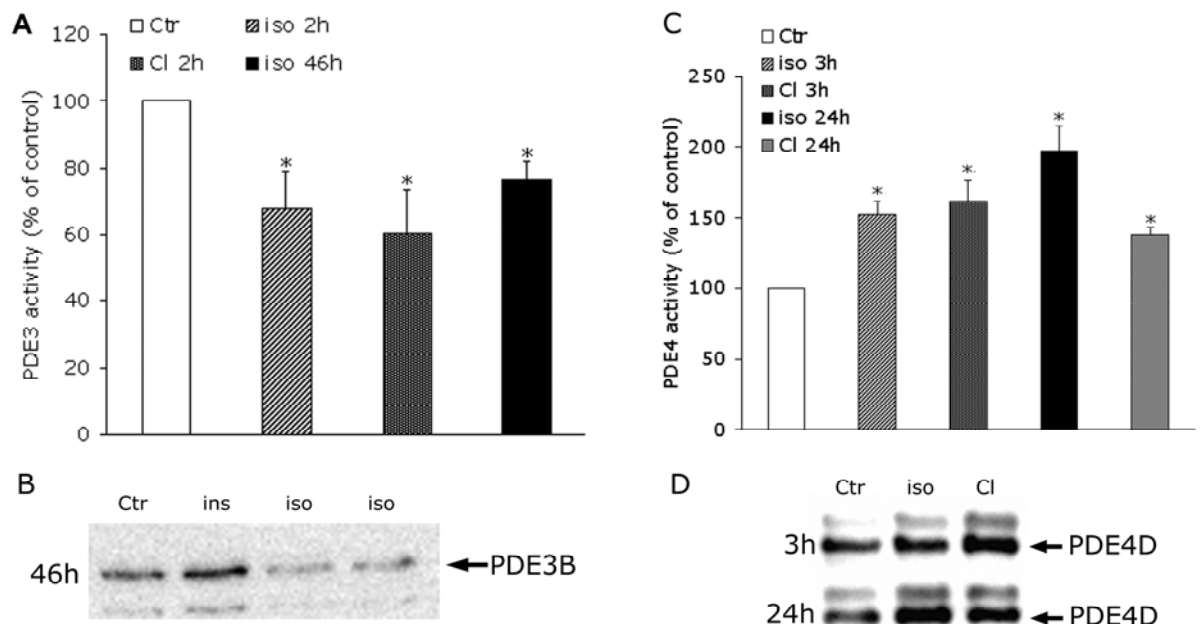 A
Ctr
iso 2h
Cl 2h
iso 46h
120
100
80
60
40
20
0
PDE3 activity (% of control)
*
*
*
C
Ctr
iso 3h
Cl 3h
iso 24h
Cl 24h
250
200
150
100
50
0
PDE4 activity (% of control)
*
*
*
*
B
Ctr ins iso iso
46h
PDE3B
D
Ctr iso Cl
3h
PDE4D
24h
PDE4D